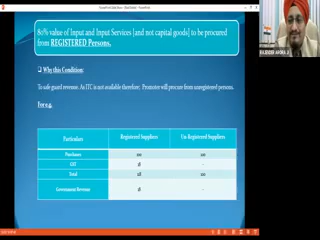 80% value of Input and Input Services [and not capital goods] to be procured
from REGISTERED Persons.
Why this Condition:
To safe guard revenue. As ITC is not available therefore, Promoter will procure from unregistered persons.
For e.g.
Particulars Registered Suppliers Un-Registered Suppliers
Purchases 100 100
GST 18 -
Total 118 100
Government Revenue 18 -